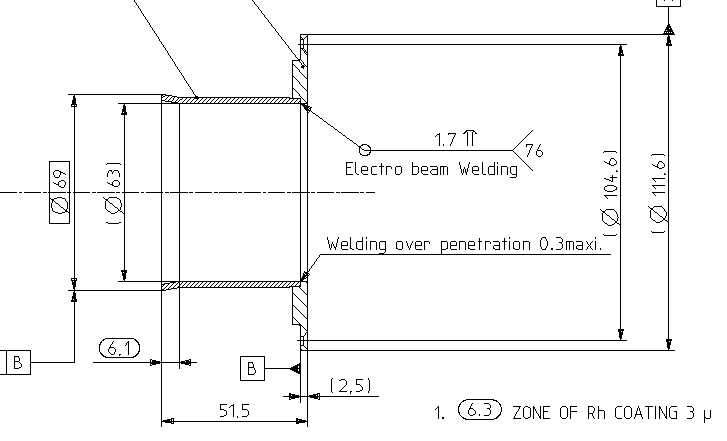 1.7
76
Electro beam Welding
Ø 69
(Ø 63)
(Ø 104,6)
(Ø 111,6)
Welding over penetration 0.3maxi.
6.1
B
B
(2,5)
51,5
1. 6.3 ZONE OF Rh COATING 3 µ